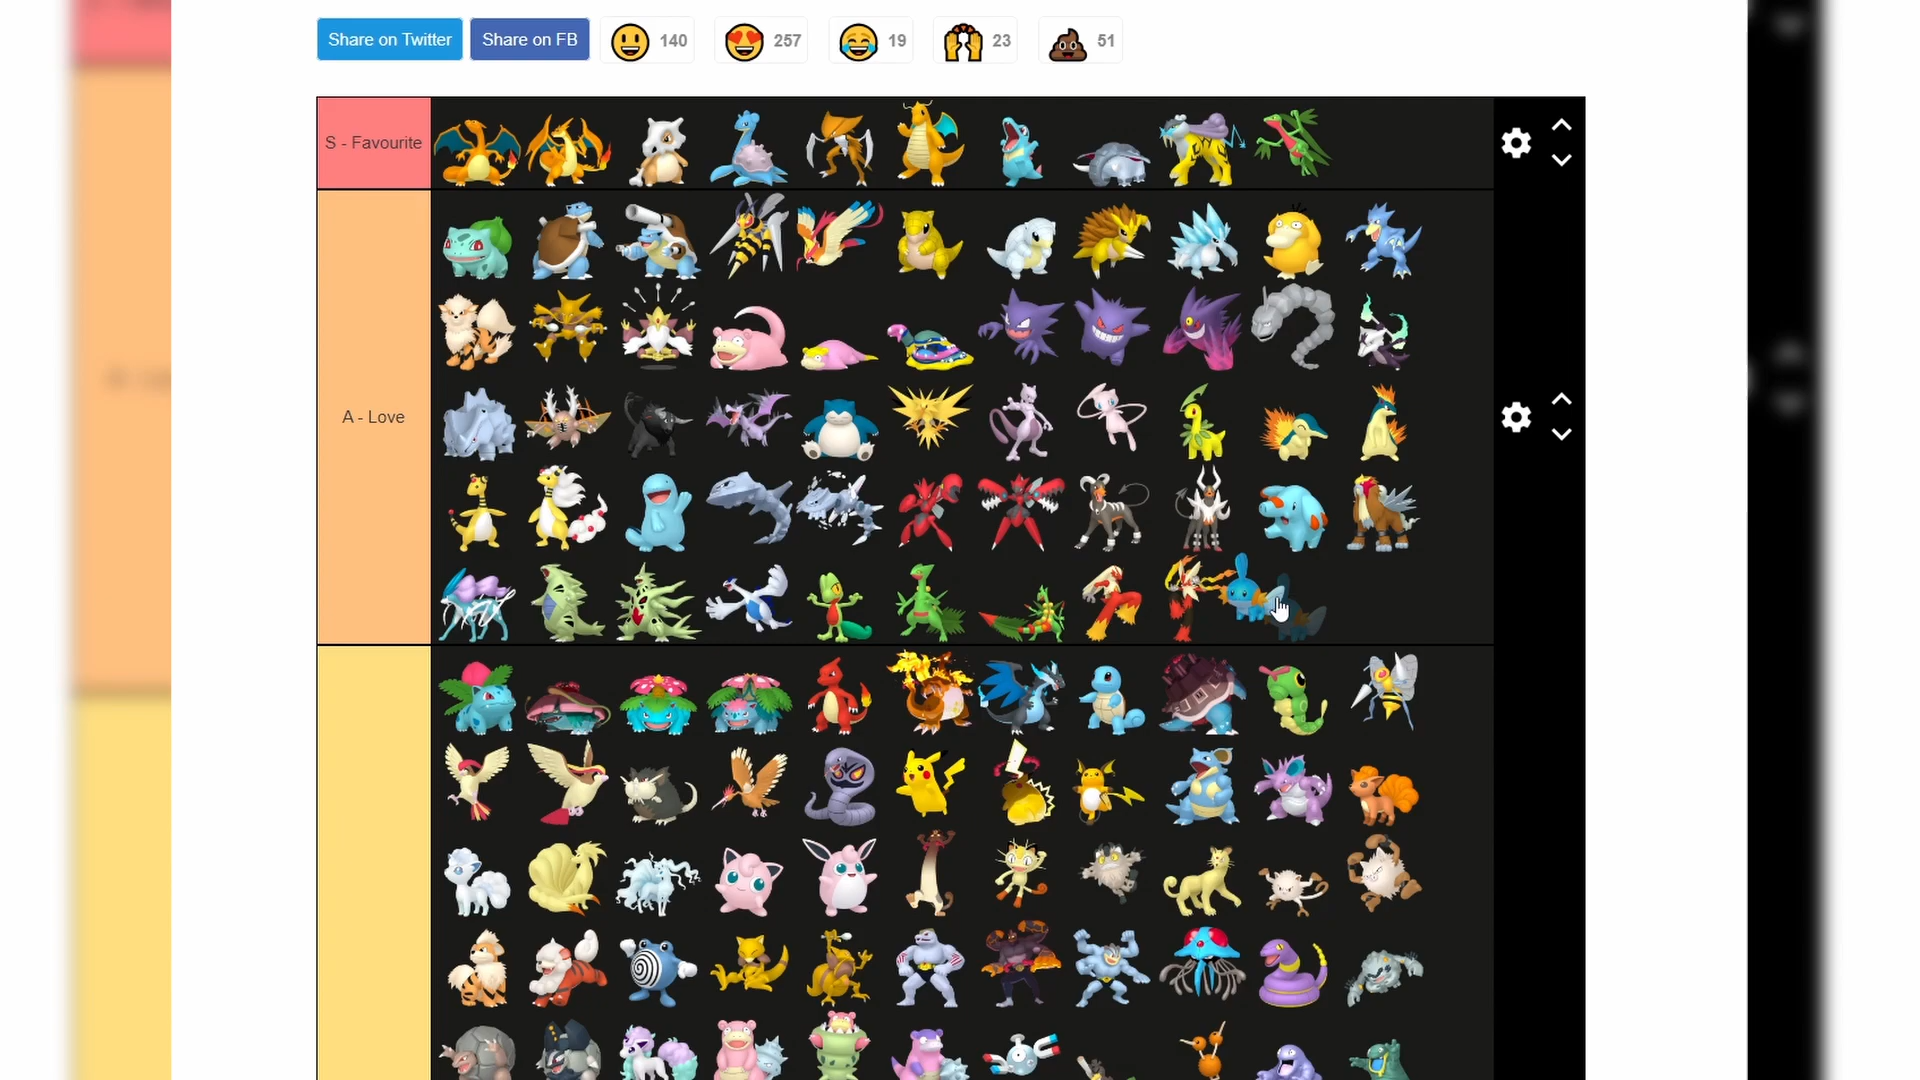 Share on Twitter
Share on FB
140
257
19
23
51
S - Favourite
A - Love